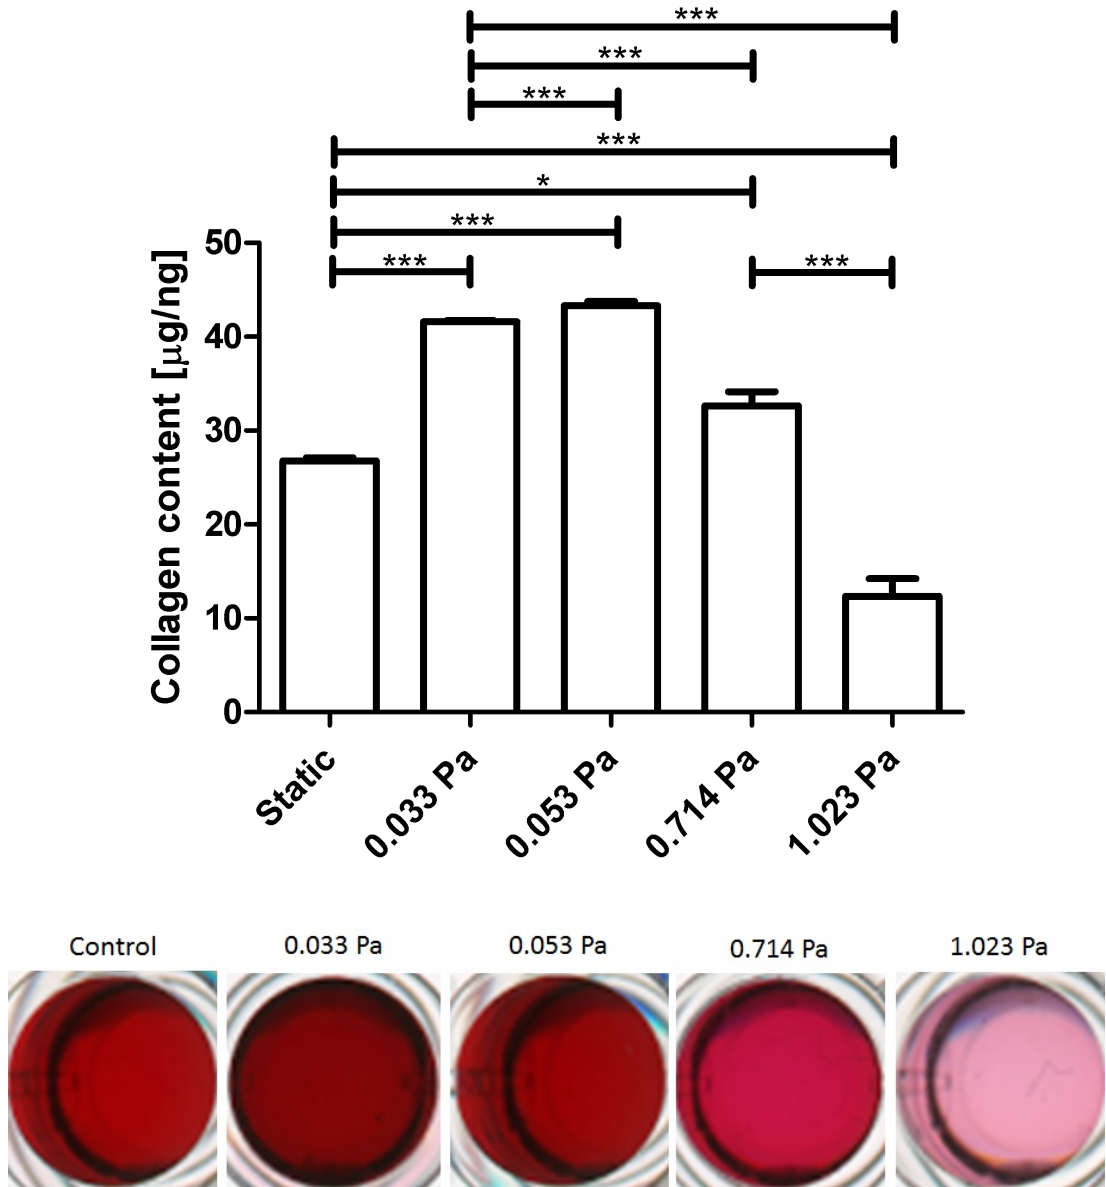 ***
***
***
***
*
***
***
***
Collagen content [µg/ng]
50
40
30
20
10
0
Static
0.033 Pa
0.053 Pa
0.714 Pa
1.023 Pa
Control
0.033 Pa
0.053 Pa
0.714 Pa
1.023 Pa